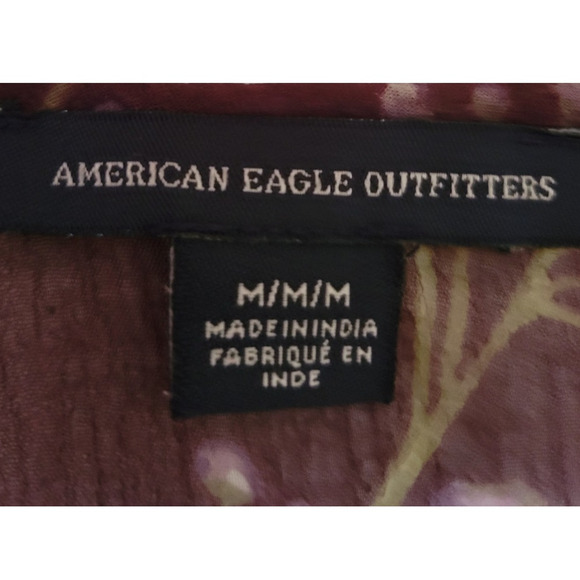 AMERICAN EAGLE OUTFITTERS
M/M/M
MADEININDIA
FABRIQUÉ EN
INDE